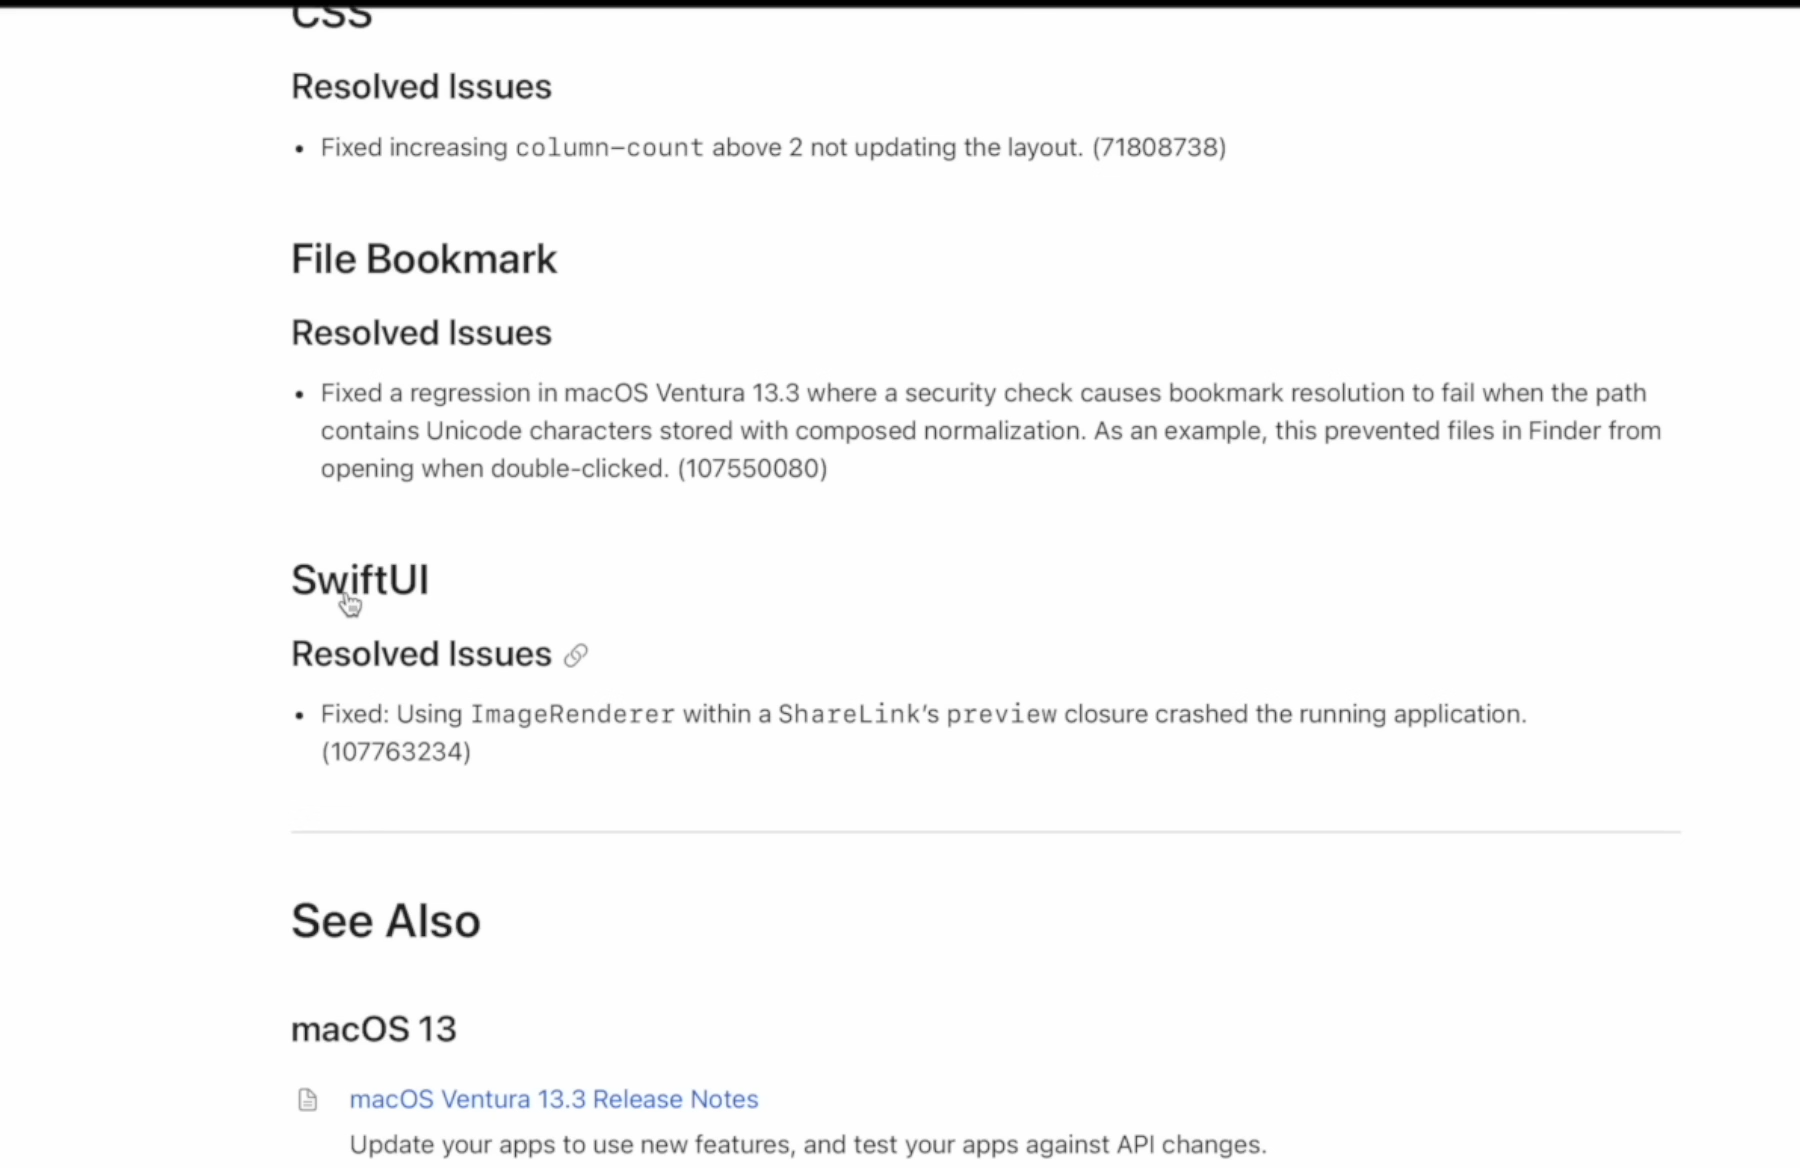 CSS
Resolved Issues
• Fixed increasing column-count above 2 not updating the layout. (71808738)
File Bookmark
Resolved Issues
• Fixed a regression in macOS Ventura 13.3 where a security check causes bookmark resolution to fail when the path
contains Unicode characters stored with composed normalization. As an example, this prevented files in Finder from
opening when double-clicked. (107550080)
SwiftUI
Resolved Issues
• Fixed: Using ImageRenderer within a ShareLink’s preview closure crashed the running application.
(107763234)
See Also
macOS 13
macOS Ventura 13.3 Release Notes
Update your apps to use new features, and test your apps against API changes.